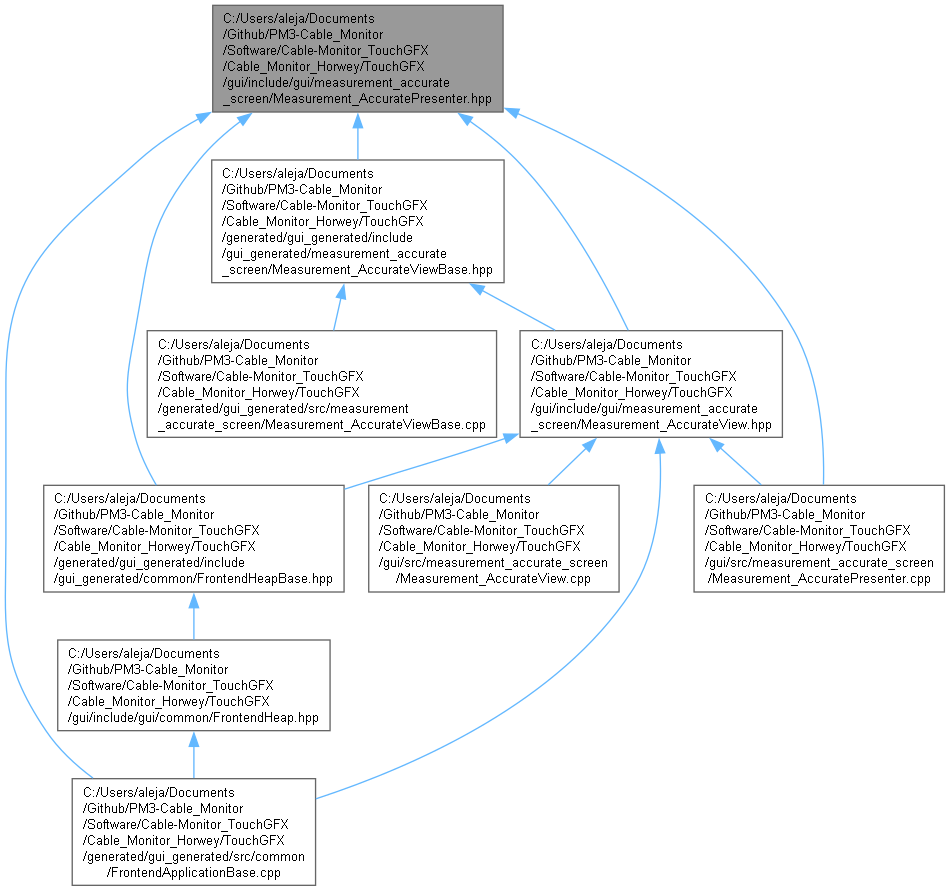 C:/Users/aleja/Documents
/Github/PM3-Cable_Monitor
/Software/Cable-Monitor_TouchGFX
/Cable_Monitor_Horwey/TouchGFX
/gui/include/gui/measurement_accurate
_screen/Measurement_AccuratePresenter.hpp
C:/Users/aleja/Documents
/Github/PM3-Cable_Monitor
/Software/Cable-Monitor_TouchGFX
/Cable_Monitor_Horwey/TouchGFX
/generated/gui_generated/include
/gui_generated/measurement_accurate
_screen/Measurement_AccurateViewBase.hpp
C:/Users/aleja/Documents
/Github/PM3-Cable_Monitor
/Software/Cable-Monitor_TouchGFX
/Cable_Monitor_Horwey/TouchGFX
/generated/gui_generated/src/measurement
_accurate_screen/Measurement_AccurateViewBase.cpp
C:/Users/aleja/Documents
/Github/PM3-Cable_Monitor
/Software/Cable-Monitor_TouchGFX
/Cable_Monitor_Horwey/TouchGFX
/gui/include/gui/measurement_accurate
_screen/Measurement_AccurateView.hpp
C:/Users/aleja/Documents
/Github/PM3-Cable_Monitor
/Software/Cable-Monitor_TouchGFX
/Cable_Monitor_Horwey/TouchGFX
/generated/gui_generated/include
/gui_generated/common/FrontendHeapBase.hpp
C:/Users/aleja/Documents
/Github/PM3-Cable_Monitor
/Software/Cable-Monitor_TouchGFX
/Cable_Monitor_Horwey/TouchGFX
/gui/src/measurement_accurate_screen
/Measurement_AccurateView.cpp
C:/Users/aleja/Documents
/Github/PM3-Cable_Monitor
/Software/Cable-Monitor_TouchGFX
/Cable_Monitor_Horwey/TouchGFX
/gui/src/measurement_accurate_screen
/Measurement_AccuratePresenter.cpp
C:/Users/aleja/Documents
/Github/PM3-Cable_Monitor
/Software/Cable-Monitor_TouchGFX
/Cable_Monitor_Horwey/TouchGFX
/gui/include/gui/common/FrontendHeap.hpp
C:/Users/aleja/Documents
/Github/PM3-Cable_Monitor
/Software/Cable-Monitor_TouchGFX
/Cable_Monitor_Horwey/TouchGFX
/generated/gui_generated/src/common
/FrontendApplicationBase.cpp